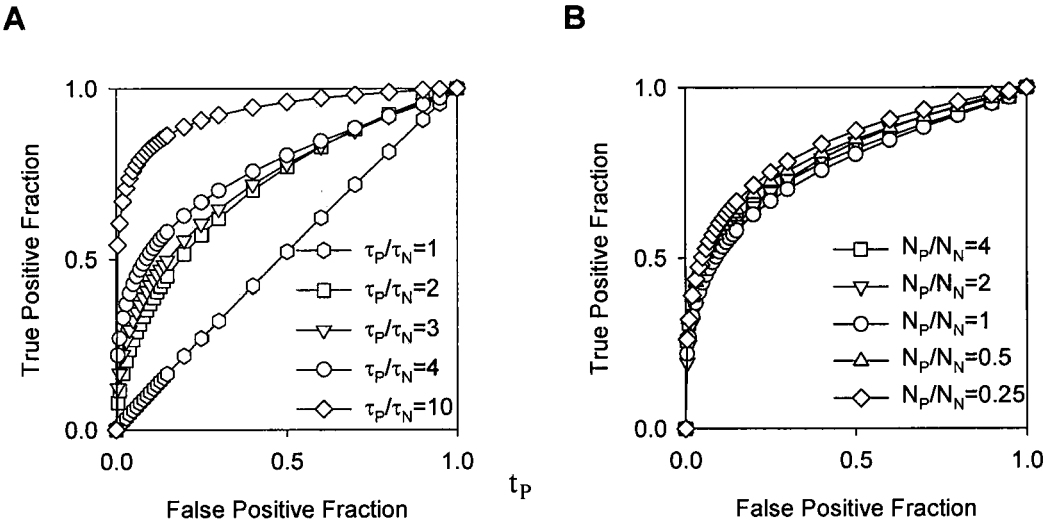 A
True Positive Fraction
1.0
0.5
0.0
τP/τN=1
τP/τN=2
τP/τN=3
τP/τN=4
τP/τN=10
0.0 0.5 1.0
False Positive Fraction
tP
B
True Positive Fraction
1.0
0.5
0.0
NP/NN=4
NP/NN=2
NP/NN=1
NP/NN=0.5
NP/NN=0.25
0.0 0.5 1.0
False Positive Fraction